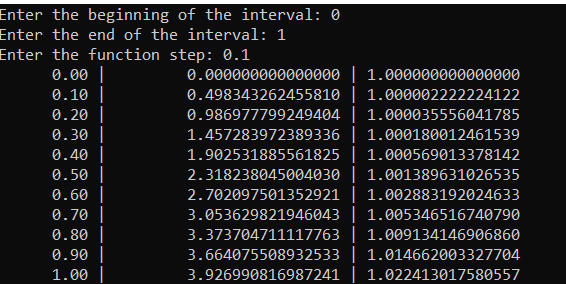 Enter the beginning of the interval: 0
Enter the end of the interval: 1
Enter the function step: 0.1
0.00 | 0.000000000000000 | 1.000000000000000
0.10 | 0.498343262455810 | 1.000002222224122
0.20 | 0.986977799249404 | 1.000035556041785
0.30 | 1.457283972389336 | 1.000180012461539
0.40 | 1.902531885561825 | 1.000569013378142
0.50 | 2.318238045004030 | 1.001389631026535
0.60 | 2.702097501352921 | 1.002883192024633
0.70 | 3.053629821946043 | 1.005346516740790
0.80 | 3.373704711117763 | 1.009134146906860
0.90 | 3.664075508932533 | 1.014662003327704
1.00 | 3.926990816987241 | 1.022413017580557